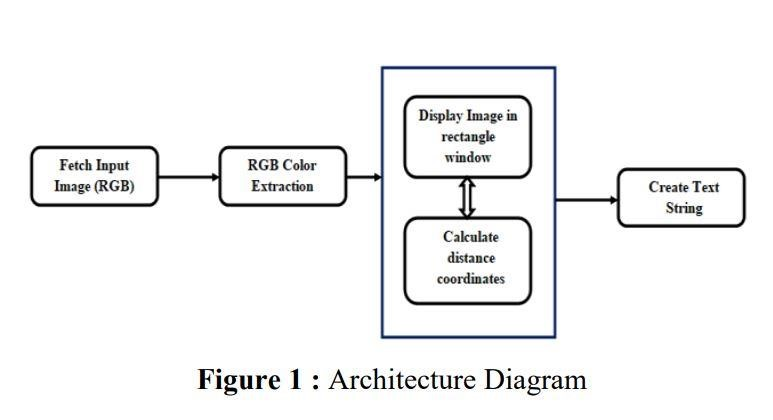 Fetch Input
Image (RGB)
RGB Color
Extraction
Display Image in
rectangle
window
Calculate
distance
coordinates
Create Text
String
Figure 1 : Architecture Diagram